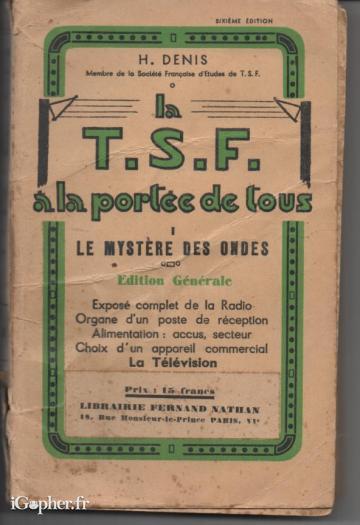 SIXIÈME ÉDITION
H. DENIS
Membre de la Société Française d'Etudes de T. S. F.
la
T. S. F.
à la portée de tous
I
LE MYSTÈRE DES ONDES
Edition Générale
Exposé complet de la Radio
Organe d'un poste de réception
Alimentation : accus, secteur
Choix d'un appareil commercial
La Télévision
Prix : 15 francs
LIBRAIRIE FERNAND NATHAN
18, Rue Monsieur-le-Prince PARIS, VIe
iGopher.fr